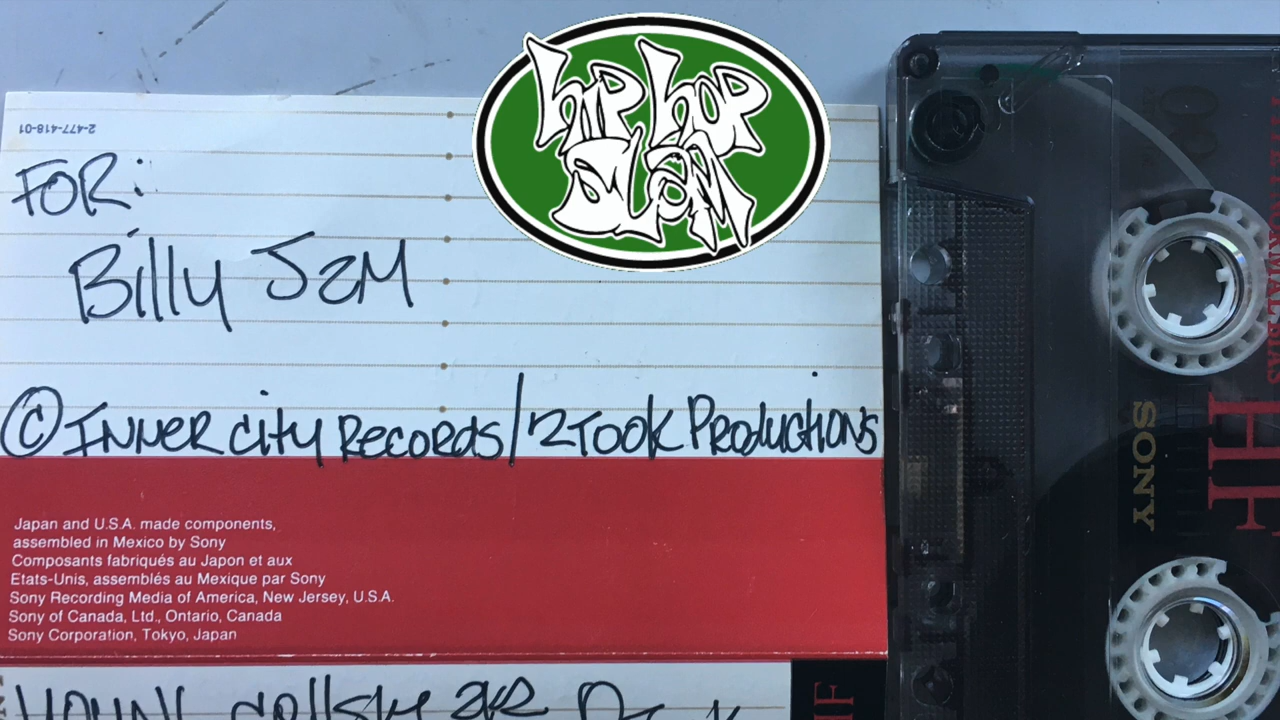 HIP HOP
SLAM
2-477-418-01
FOR:
Billy JaM
© INNER City Records / 2TOOK Productions
Japan and U.S.A. made components,
assembled in Mexico by Sony
Composants fabriqués au Japon et aux
Etats-Unis, assemblés au Mexique par Sony
Sony Recording Media of America, New Jersey, U.S.A.
Sony of Canada, Ltd., Ontario, Canada
Sony Corporation, Tokyo, Japan
HF
SONY
HF